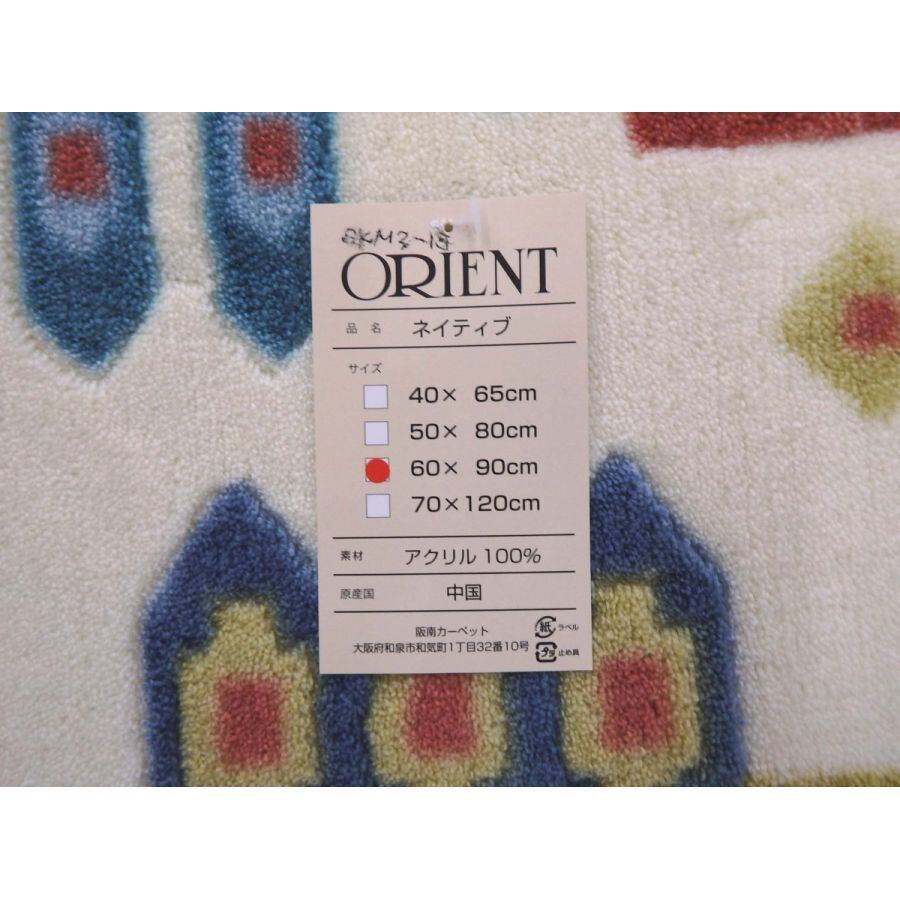 ORIENT
品名 ネイティブ
サイズ
40× 65cm
50× 80cm
60× 90cm
70×120cm
素材 アクリル 100%
原産国 中国
阪南カーペット
大阪府和泉市和気町1丁目32番10号
紙 ラベル
プラ 止め具